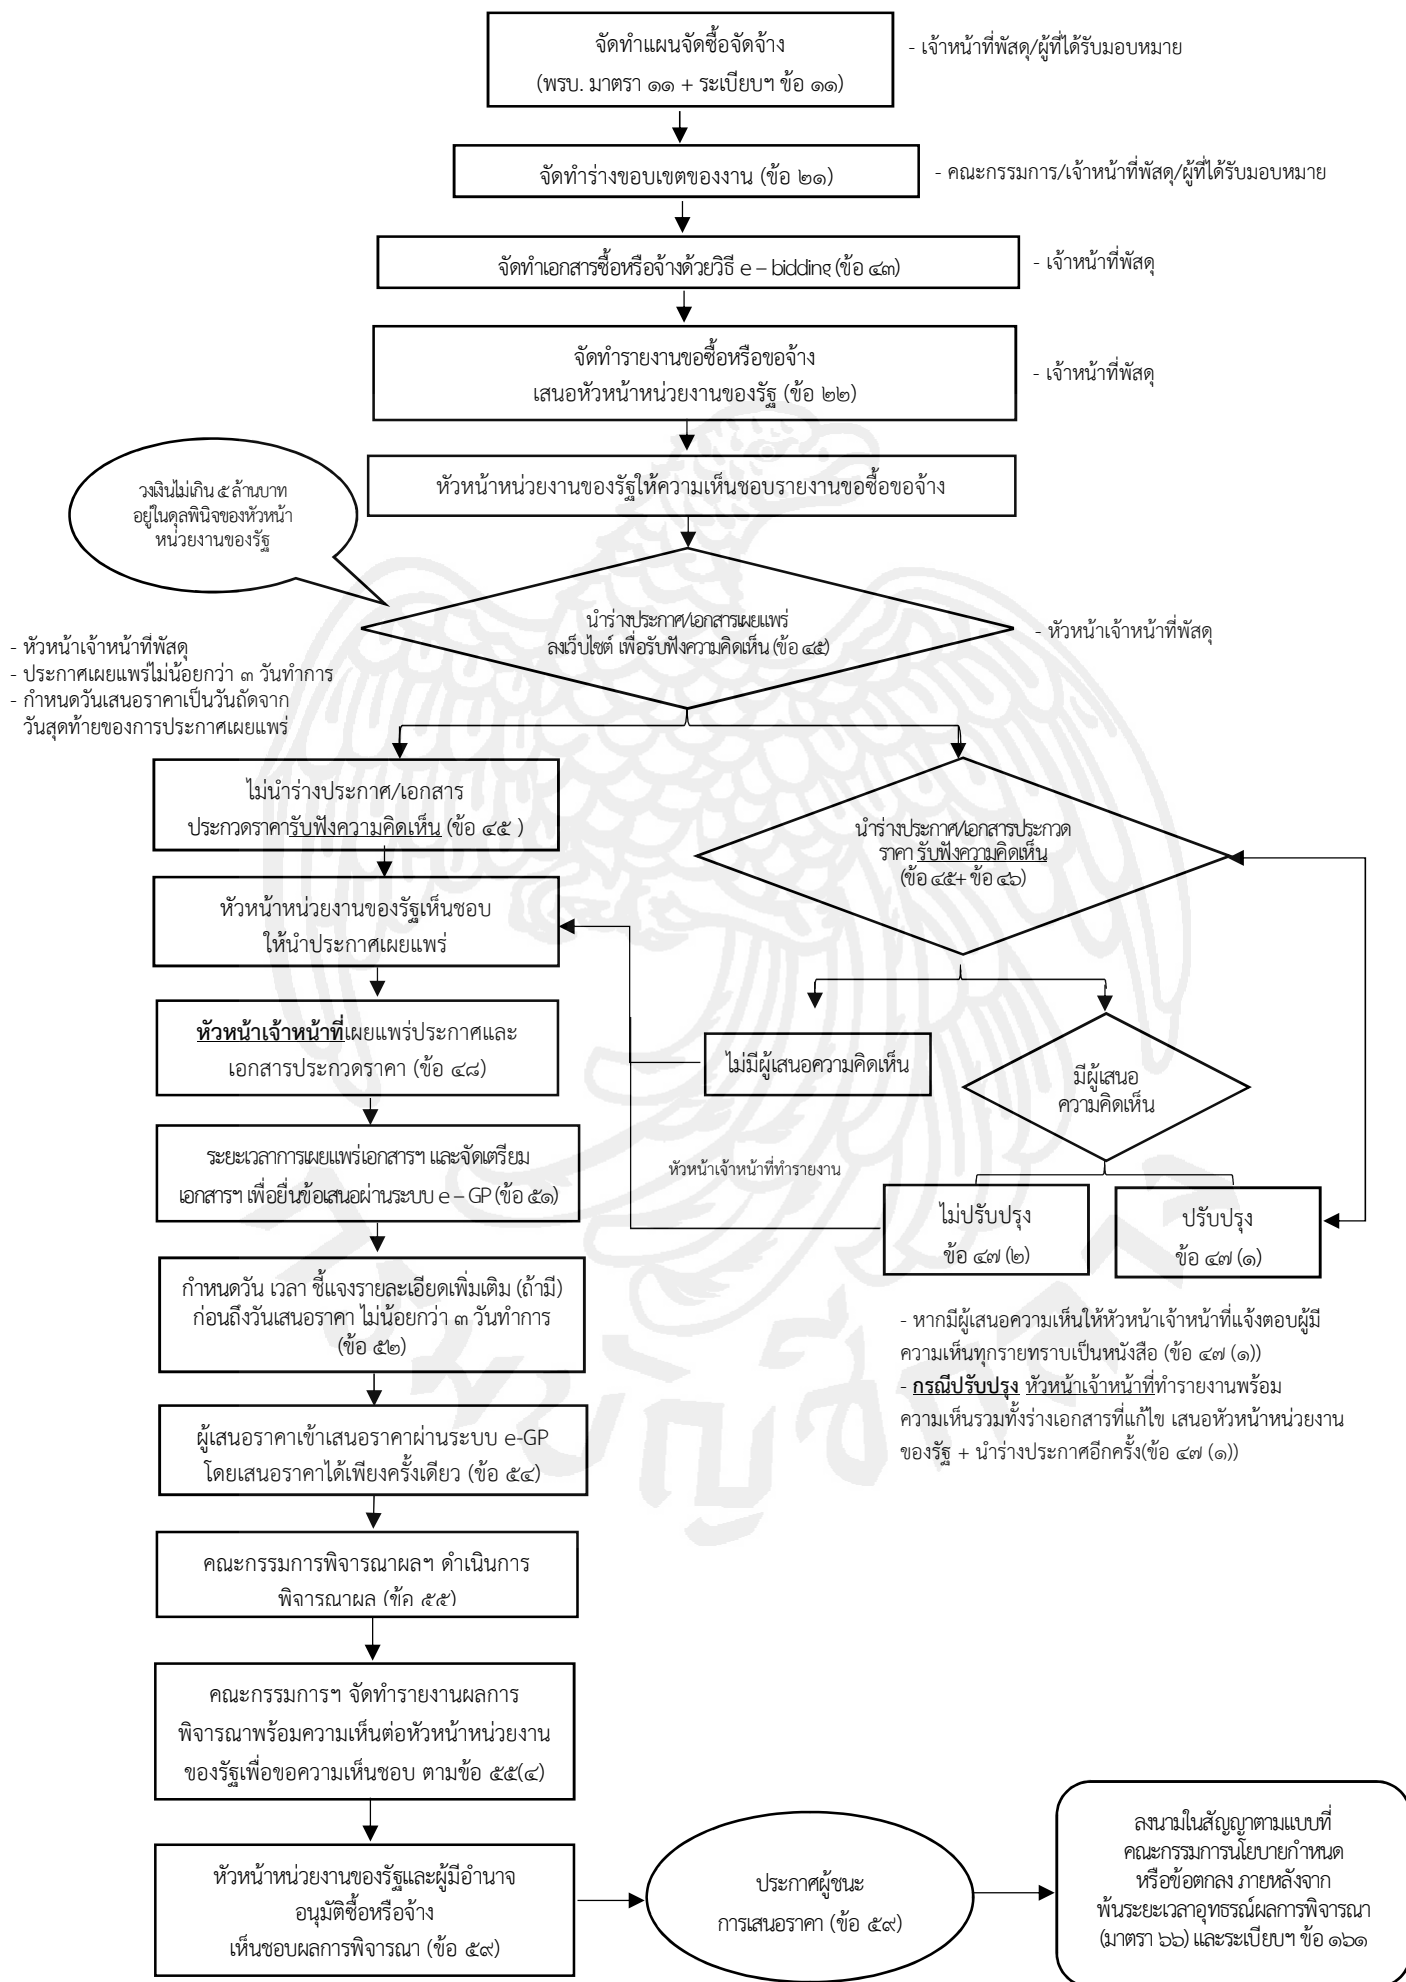 จัดทำแผนจัดซื้อจัดจ้าง
(พรบ. มาตรา ๑๑ + ระเบียบฯ ข้อ ๑๑)
- เจ้าหน้าที่พัสดุ/ผู้ที่ได้รับมอบหมาย
จัดทำร่างขอบเขตของงาน (ข้อ ๒๑)
- คณะกรรมการ/เจ้าหน้าที่พัสดุ/ผู้ที่ได้รับมอบหมาย
จัดทำเอกสารซื้อหรือจ้างด้วยวิธี e – bidding (ข้อ ๔๓)
- เจ้าหน้าที่พัสดุ
จัดทำรายงานขอซื้อหรือขอจ้าง
เสนอหัวหน้าหน่วยงานของรัฐ (ข้อ ๒๒)
- เจ้าหน้าที่พัสดุ
หัวหน้าหน่วยงานของรัฐให้ความเห็นชอบรายงานขอซื้อขอจ้าง
วงเงินไม่เกิน ๕ ล้านบาท
อยู่ในดุลพินิจของหัวหน้า
หน่วยงานของรัฐ
นำร่างประกาศ/เอกสารเผยแพร่
ลงเว็บไซต์ เพื่อรับฟังความคิดเห็น (ข้อ ๔๕)
- หัวหน้าเจ้าหน้าที่พัสดุ
- หัวหน้าเจ้าหน้าที่พัสดุ
- ประกาศเผยแพร่ไม่น้อยกว่า ๓ วันทำการ
- กำหนดวันเสนอราคาเป็นวันถัดจาก
วันสุดท้ายของการประกาศเผยแพร่
ไม่นำร่างประกาศ/เอกสาร
ประกวดราคารับฟังความคิดเห็น (ข้อ ๔๕ )
นำร่างประกาศ/เอกสารประกวด
ราคา รับฟังความคิดเห็น
(ข้อ ๔๕+ ข้อ ๔๖)
หัวหน้าหน่วยงานของรัฐเห็นชอบ
ให้นำประกาศเผยแพร่
หัวหน้าเจ้าหน้าที่เผยแพร่ประกาศและ
เอกสารประกวดราคา (ข้อ ๔๘)
ไม่มีผู้เสนอความคิดเห็น
มีผู้เสนอ
ความคิดเห็น
ระยะเวลาการเผยแพร่เอกสารฯ และจัดเตรียม
เอกสารฯ เพื่อยื่นข้อเสนอผ่านระบบ e – GP (ข้อ ๕๑)
หัวหน้าเจ้าหน้าที่ทำรายงาน
ไม่ปรับปรุง
ข้อ ๔๗ (๒)
ปรับปรุง
ข้อ ๔๗ (๑)
กำหนดวัน เวลา ชี้แจงรายละเอียดเพิ่มเติม (ถ้ามี)
ก่อนถึงวันเสนอราคา ไม่น้อยกว่า ๓ วันทำการ
(ข้อ ๕๒)
- หากมีผู้เสนอความเห็นให้หัวหน้าเจ้าหน้าที่แจ้งตอบผู้มี
ความเห็นทุกรายทราบเป็นหนังสือ (ข้อ ๔๗ (๑))
- กรณีปรับปรุง หัวหน้าเจ้าหน้าที่ทำรายงานพร้อม
ความเห็นรวมทั้งร่างเอกสารที่แก้ไข เสนอหัวหน้าหน่วยงาน
ของรัฐ + นำร่างประกาศอีกครั้ง(ข้อ ๔๗ (๑))
ผู้เสนอราคาเข้าเสนอราคาผ่านระบบ e-GP
โดยเสนอราคาได้เพียงครั้งเดียว (ข้อ ๕๔)
คณะกรรมการพิจารณาผลฯ ดำเนินการ
พิจารณาผล (ข้อ ๕๕)
คณะกรรมการฯ จัดทำรายงานผลการ
พิจารณาพร้อมความเห็นต่อหัวหน้าหน่วยงาน
ของรัฐเพื่อขอความเห็นชอบ ตามข้อ ๕๕(๔)
หัวหน้าหน่วยงานของรัฐและผู้มีอำนาจ
อนุมัติซื้อหรือจ้าง
เห็นชอบผลการพิจารณา (ข้อ ๕๙)
ประกาศผู้ชนะ
การเสนอราคา (ข้อ ๕๙)
ลงนามในสัญญาตามแบบที่
คณะกรรมการนโยบายกำหนด
หรือข้อตกลง ภายหลังจาก
พ้นระยะเวลาอุทธรณ์ผลการพิจารณา
(มาตรา ๖๖) และระเบียบฯ ข้อ ๑๖๑
กรมบัญชีกลาง